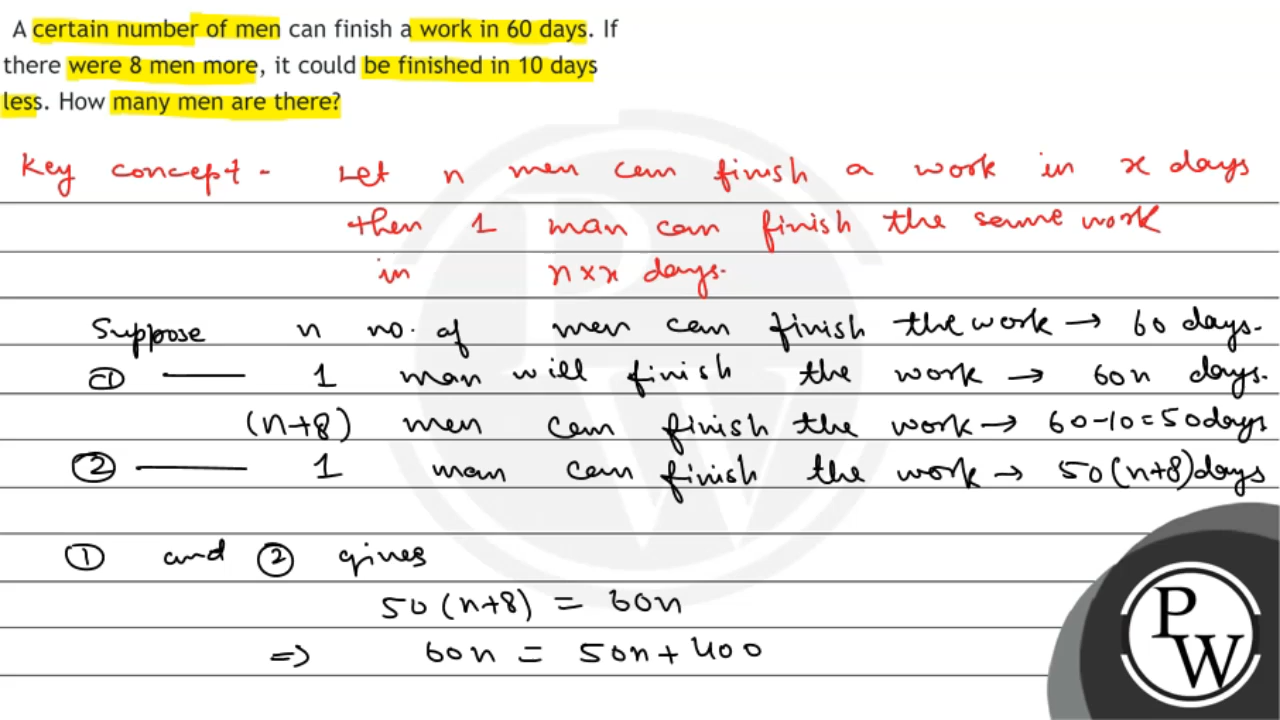 A certain number of men can finish a work in 60 days. If
there were 8 men more, it could be finished in 10 days
less. How many men are there?
Key concept - Let n men can finish a work in x days
then 1 man can finish the same work
in n×x days.
Suppose n no. of men can finish the work → 60 days.
① —— 1 man will finish the work → 60n days.
(n+8) men can finish the work → 60-10=50days
② —— 1 man can finish the work → 50(n+8)days
① and ② gives
50(n+8) = 60n
⇒ 60n = 50n+400
P
W